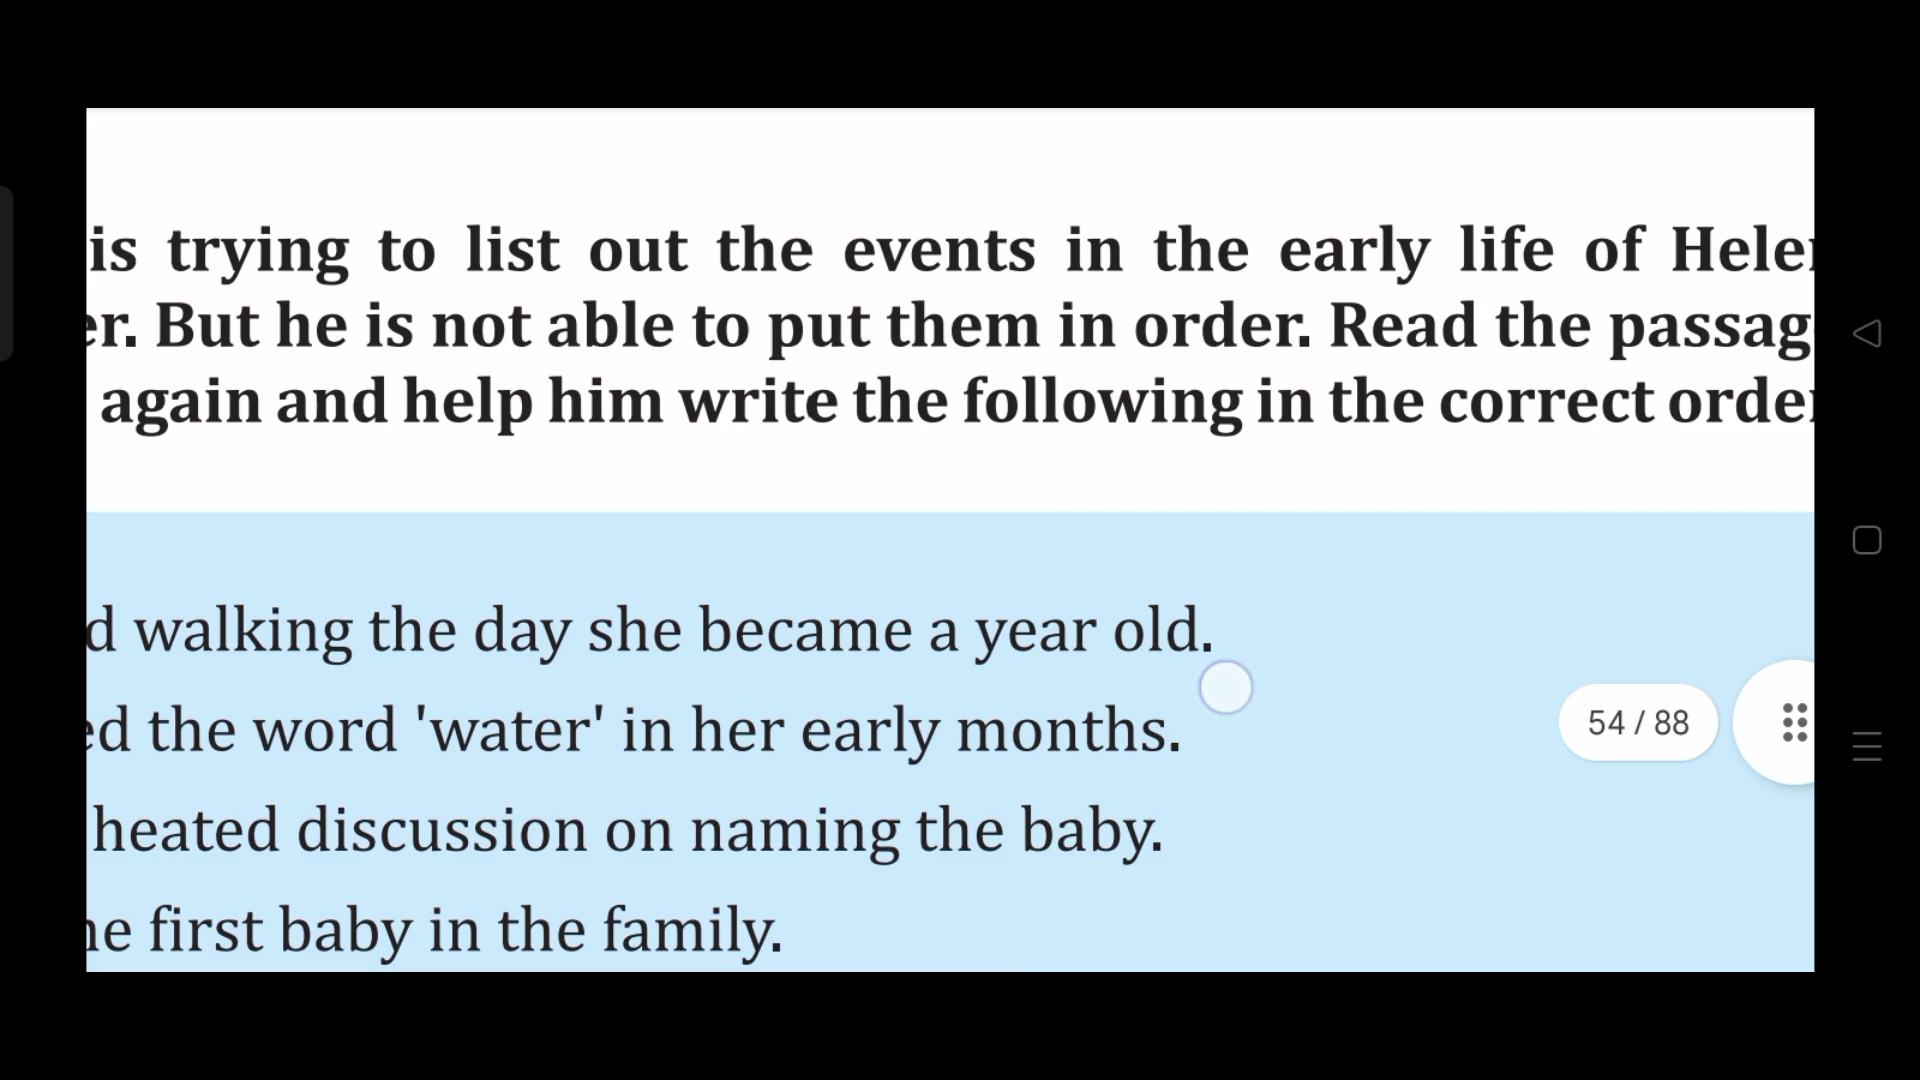 is trying to list out the events in the early life of Helen
er. But he is not able to put them in order. Read the passag
again and help him write the following in the correct order
d walking the day she became a year old.
ed the word 'water' in her early months.
54 / 88
heated discussion on naming the baby.
he first baby in the family.